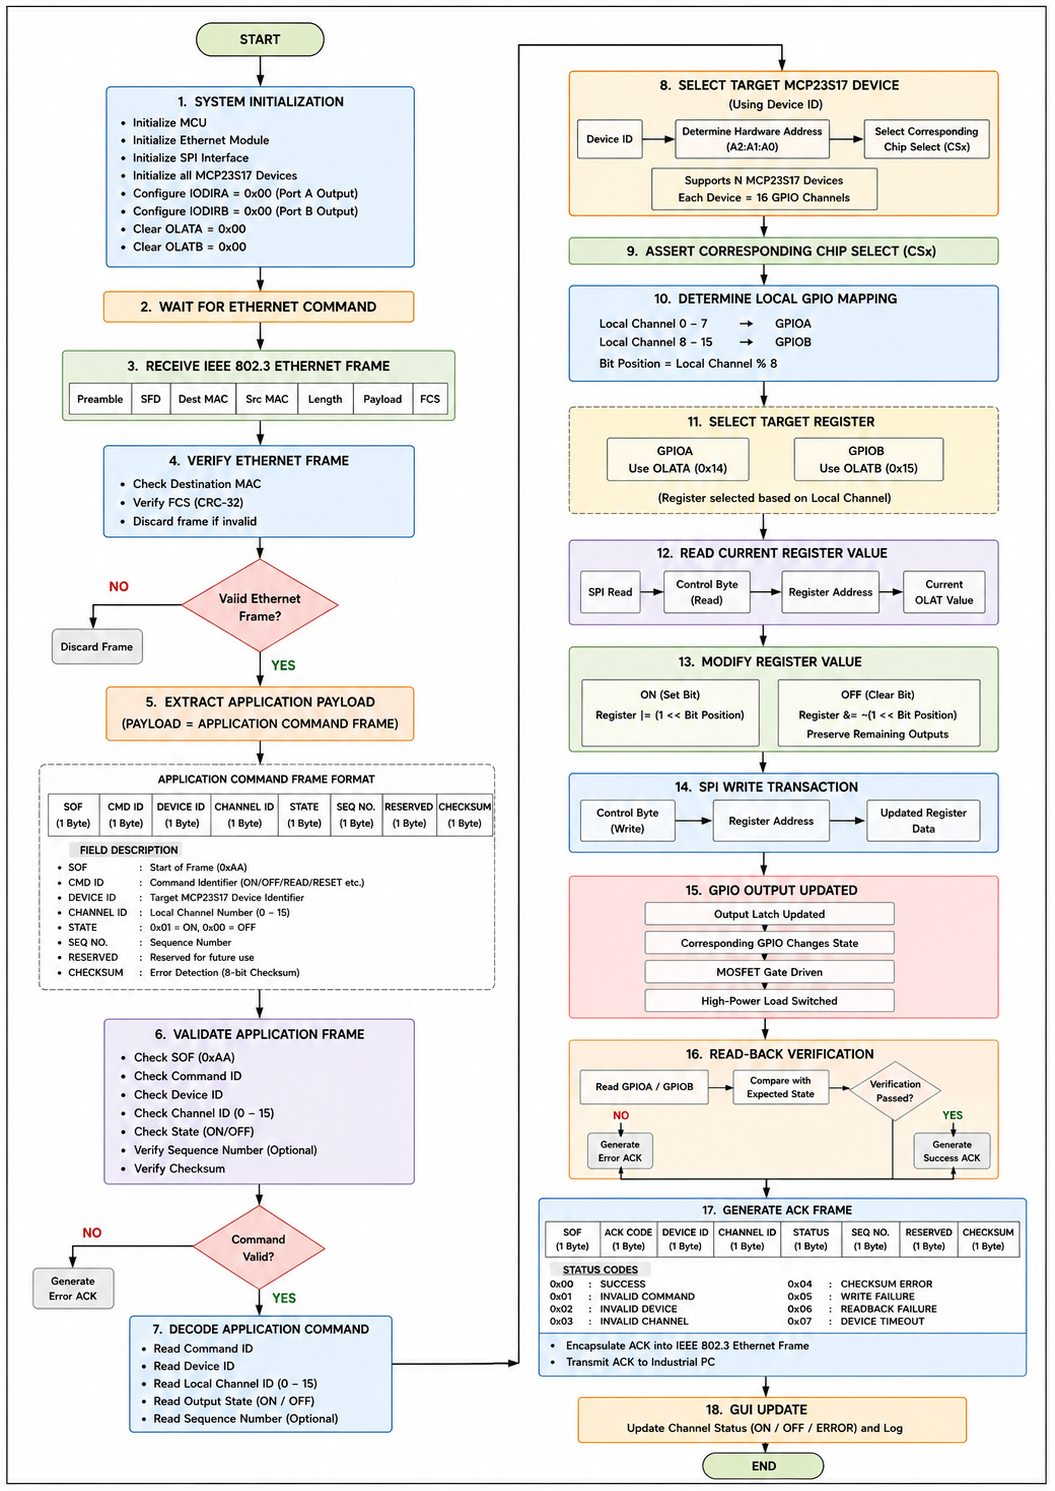 START
1. SYSTEM INITIALIZATION
• Initialize MCU
• Initialize Ethernet Module
• Initialize SPI Interface
• Initialize all MCP23S17 Devices
• Configure IODIRA = 0x00 (Port A Output)
• Configure IODIRB = 0x00 (Port B Output)
• Clear OLATA = 0x00
• Clear OLATB = 0x00
2. WAIT FOR ETHERNET COMMAND
3. RECEIVE IEEE 802.3 ETHERNET FRAME
Preamble SFD Dest MAC Src MAC Length Payload FCS
4. VERIFY ETHERNET FRAME
• Check Destination MAC
• Verify FCS (CRC-32)
• Discard frame if invalid
Valid Ethernet
Frame?
NO
Discard Frame
YES
5. EXTRACT APPLICATION PAYLOAD
(PAYLOAD = APPLICATION COMMAND FRAME)
APPLICATION COMMAND FRAME FORMAT
SOF CMD ID DEVICE ID CHANNEL ID STATE SEQ NO. RESERVED CHECKSUM
(1 Byte) (1 Byte) (1 Byte) (1 Byte) (1 Byte) (1 Byte) (1 Byte) (1 Byte)
FIELD DESCRIPTION
• SOF : Start of Frame (0xAA)
• CMD ID : Command Identifier (ON/OFF/READ/RESET etc.)
• DEVICE ID : Target MCP23S17 Device Identifier
• CHANNEL ID : Local Channel Number (0 – 15)
• STATE : 0x01 = ON, 0x00 = OFF
• SEQ NO. : Sequence Number
• RESERVED : Reserved for future use
• CHECKSUM : Error Detection (8-bit Checksum)
6. VALIDATE APPLICATION FRAME
• Check SOF (0xAA)
• Check Command ID
• Check Device ID
• Check Channel ID (0 – 15)
• Check State (ON/OFF)
• Verify Sequence Number (Optional)
• Verify Checksum
Command
Valid?
NO
Generate
Error ACK
YES
7. DECODE APPLICATION COMMAND
• Read Command ID
• Read Device ID
• Read Local Channel ID (0 – 15)
• Read Output State (ON / OFF)
• Read Sequence Number (Optional)
8. SELECT TARGET MCP23S17 DEVICE
(Using Device ID)
Device ID
Determine Hardware Address
(A2:A1:A0)
Select Corresponding
Chip Select (CSx)
Supports N MCP23S17 Devices
Each Device = 16 GPIO Channels
9. ASSERT CORRESPONDING CHIP SELECT (CSx)
10. DETERMINE LOCAL GPIO MAPPING
Local Channel 0 – 7 → GPIOA
Local Channel 8 – 15 → GPIOB
Bit Position = Local Channel % 8
11. SELECT TARGET REGISTER
GPIOA
Use OLATA (0x14)
GPIOB
Use OLATB (0x15)
(Register selected based on Local Channel)
12. READ CURRENT REGISTER VALUE
SPI Read
Control Byte
(Read)
Register Address
Current
OLAT Value
13. MODIFY REGISTER VALUE
ON (Set Bit)
Register |= (1 << Bit Position)
OFF (Clear Bit)
Register &= ~(1 << Bit Position)
Preserve Remaining Outputs
14. SPI WRITE TRANSACTION
Control Byte
(Write)
Register Address
Updated Register
Data
15. GPIO OUTPUT UPDATED
Output Latch Updated
Corresponding GPIO Changes State
MOSFET Gate Driven
High-Power Load Switched
16. READ-BACK VERIFICATION
Read GPIOA / GPIOB
Compare with
Expected State
Verification
Passed?
NO
Generate
Error ACK
YES
Generate
Success ACK
17. GENERATE ACK FRAME
SOF ACK CODE DEVICE ID CHANNEL ID STATUS SEQ NO. RESERVED CHECKSUM
(1 Byte) (1 Byte) (1 Byte) (1 Byte) (1 Byte) (1 Byte) (1 Byte) (1 Byte)
STATUS CODES
0x00 : SUCCESS
0x01 : INVALID COMMAND
0x02 : INVALID DEVICE
0x03 : INVALID CHANNEL
0x04 : CHECKSUM ERROR
0x05 : WRITE FAILURE
0x06 : READBACK FAILURE
0x07 : DEVICE TIMEOUT
• Encapsulate ACK into IEEE 802.3 Ethernet Frame
• Transmit ACK to Industrial PC
18. GUI UPDATE
Update Channel Status (ON / OFF / ERROR) and Log
END